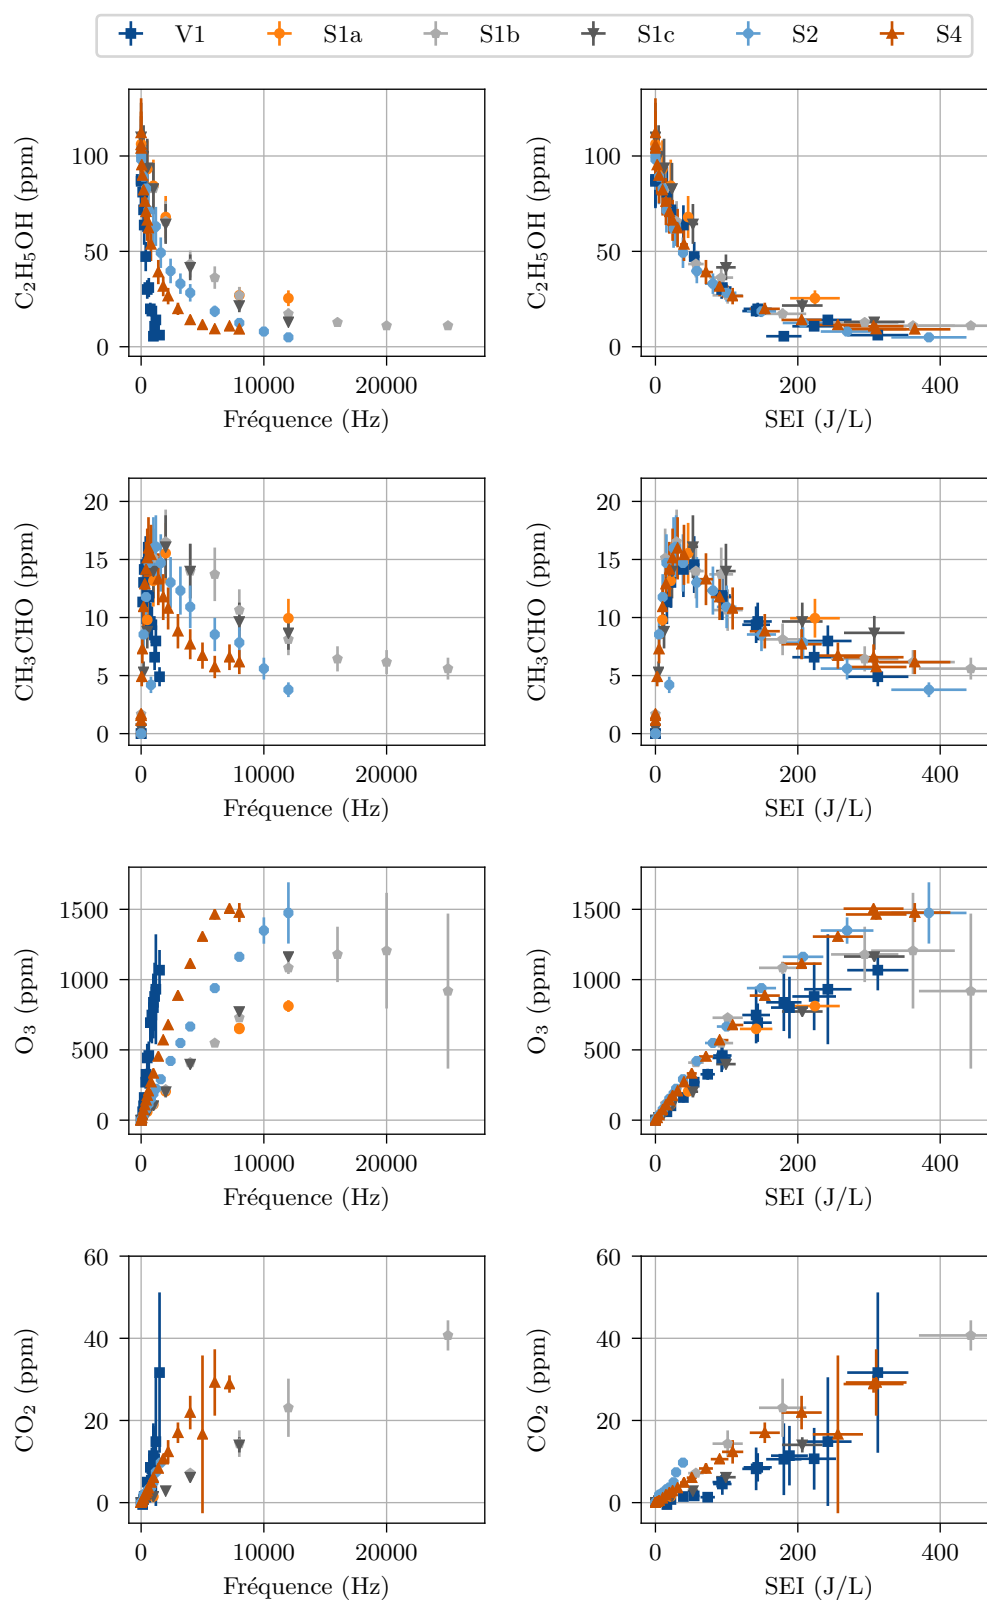 V1 S1a S1b S1c S2 S4
C₂H₅OH (ppm)
100
50
0
0 10000 20000
Fréquence (Hz)
C₂H₅OH (ppm)
100
50
0
0 200 400
SEI (J/L)
CH₃CHO (ppm)
20
15
10
5
0
0 10000 20000
Fréquence (Hz)
CH₃CHO (ppm)
20
15
10
5
0
0 200 400
SEI (J/L)
O₃ (ppm)
1500
1000
500
0
0 10000 20000
Fréquence (Hz)
O₃ (ppm)
1500
1000
500
0
0 200 400
SEI (J/L)
CO₂ (ppm)
60
40
20
0
0 10000 20000
Fréquence (Hz)
CO₂ (ppm)
60
40
20
0
0 200 400
SEI (J/L)